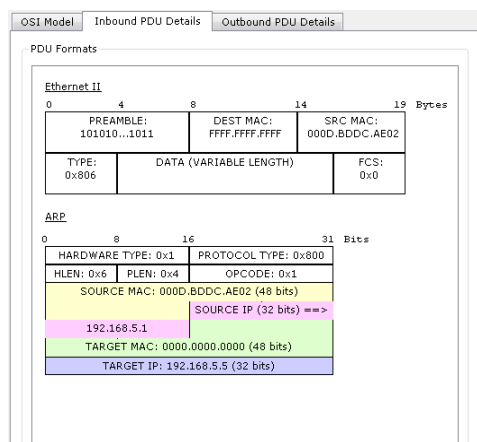 OSI Model Inbound PDU Details Outbound PDU Details
PDU Formats
Ethernet II
0 4 8 14 19 Bytes
PREAMBLE: DEST MAC: SRC MAC:
101010...1011 FFFF.FFFF.FFFF 000D.BDDC.AE02
TYPE: DATA (VARIABLE LENGTH) FCS:
0x806 0x0
ARP
0 8 16 31 Bits
HARDWARE TYPE: 0x1 PROTOCOL TYPE: 0x800
HLEN: 0x6 PLEN: 0x4 OPCODE: 0x1
SOURCE MAC: 000D.BDDC.AE02 (48 bits)
SOURCE IP (32 bits) ==>
192.168.5.1
TARGET MAC: 0000.0000.0000 (48 bits)
TARGET IP: 192.168.5.5 (32 bits)